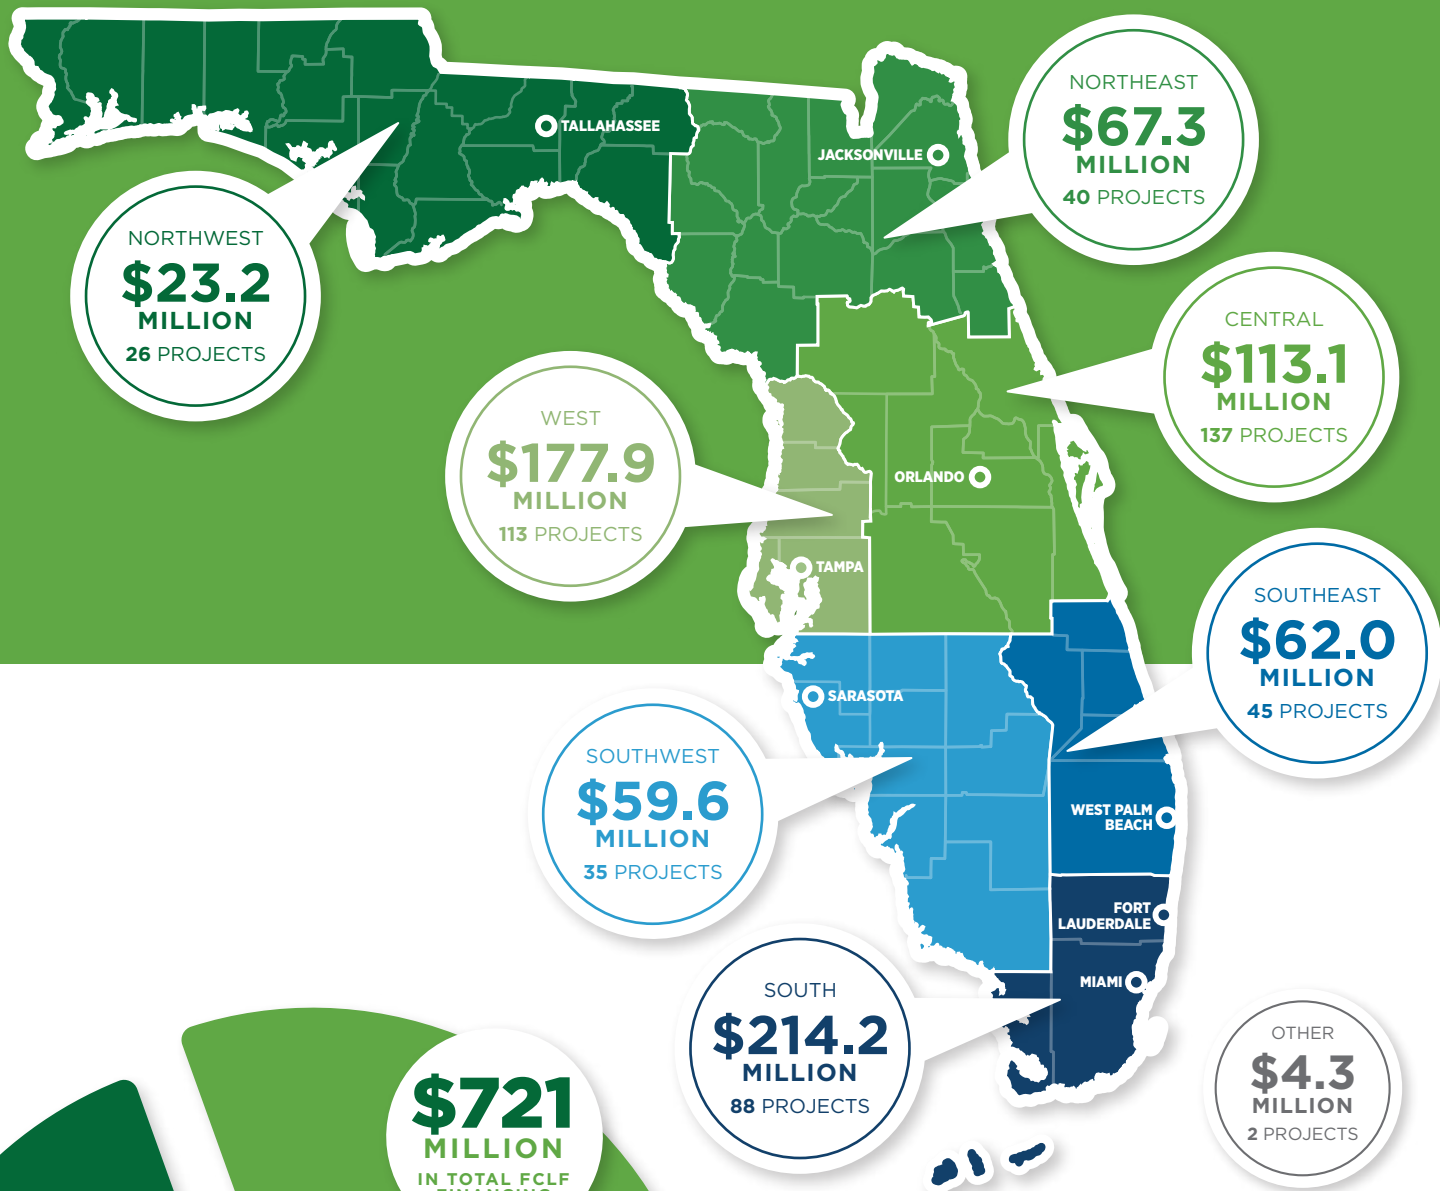 NORTHEAST
$67.3
MILLION
40 PROJECTS
TALLAHASSEE
JACKSONVILLE
NORTHWEST
$23.2
MILLION
26 PROJECTS
CENTRAL
$113.1
MILLION
137 PROJECTS
WEST
$177.9
MILLION
113 PROJECTS
ORLANDO
TAMPA
SOUTHEAST
$62.0
MILLION
45 PROJECTS
SARASOTA
SOUTHWEST
$59.6
MILLION
35 PROJECTS
WEST PALM
BEACH
FORT
LAUDERDALE
MIAMI
SOUTH
$214.2
MILLION
88 PROJECTS
OTHER
$4.3
MILLION
2 PROJECTS
$721
MILLION
IN TOTAL FCLF
FINANCING